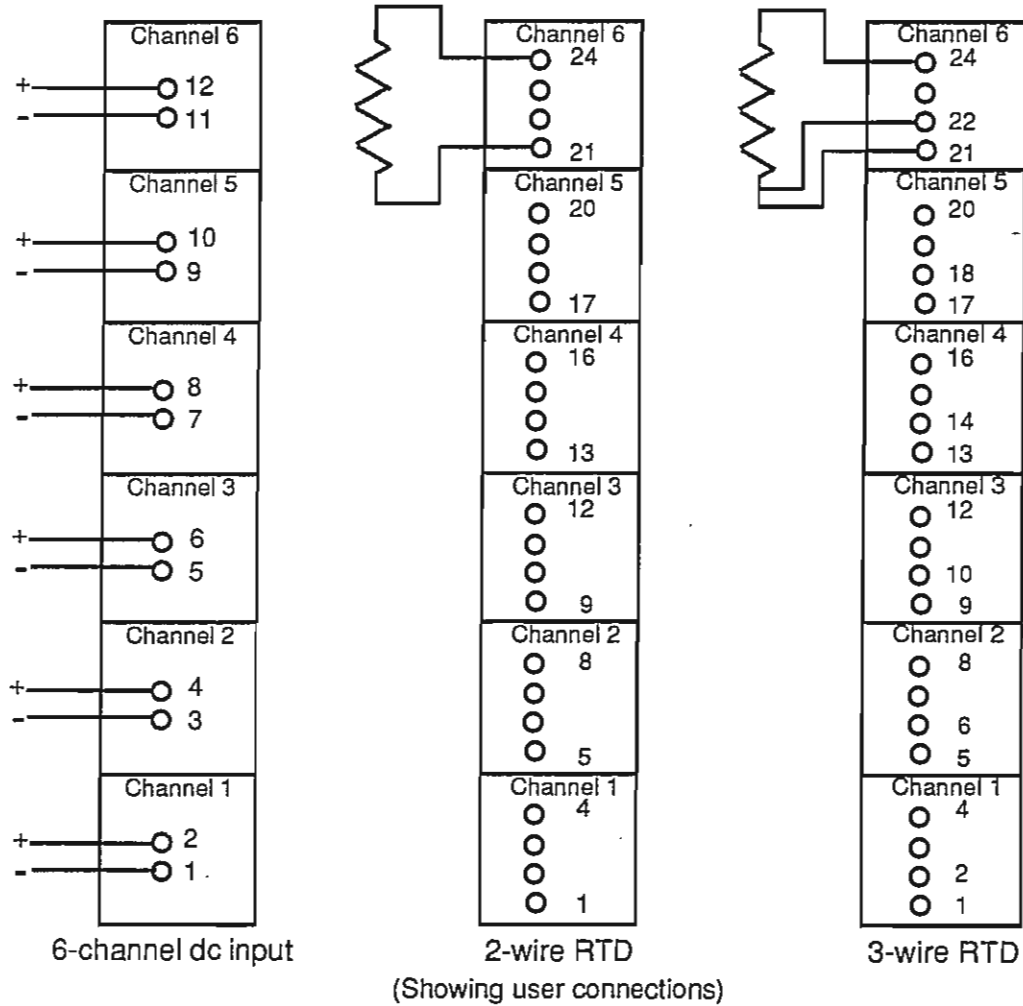 Channel 6
+ 12
- 11
Channel 5
+ 10
- 9
Channel 4
+ 8
- 7
Channel 3
+ 6
- 5
Channel 2
+ 4
- 3
Channel 1
+ 2
- 1
6-channel dc input
Channel 6
24
21
Channel 5
20
17
Channel 4
16
13
Channel 3
12
9
Channel 2
8
5
Channel 1
4
1
2-wire RTD
Channel 6
24
22
21
Channel 5
20
18
17
Channel 4
16
14
13
Channel 3
12
10
9
Channel 2
8
6
5
Channel 1
4
2
1
3-wire RTD
(Showing user connections)